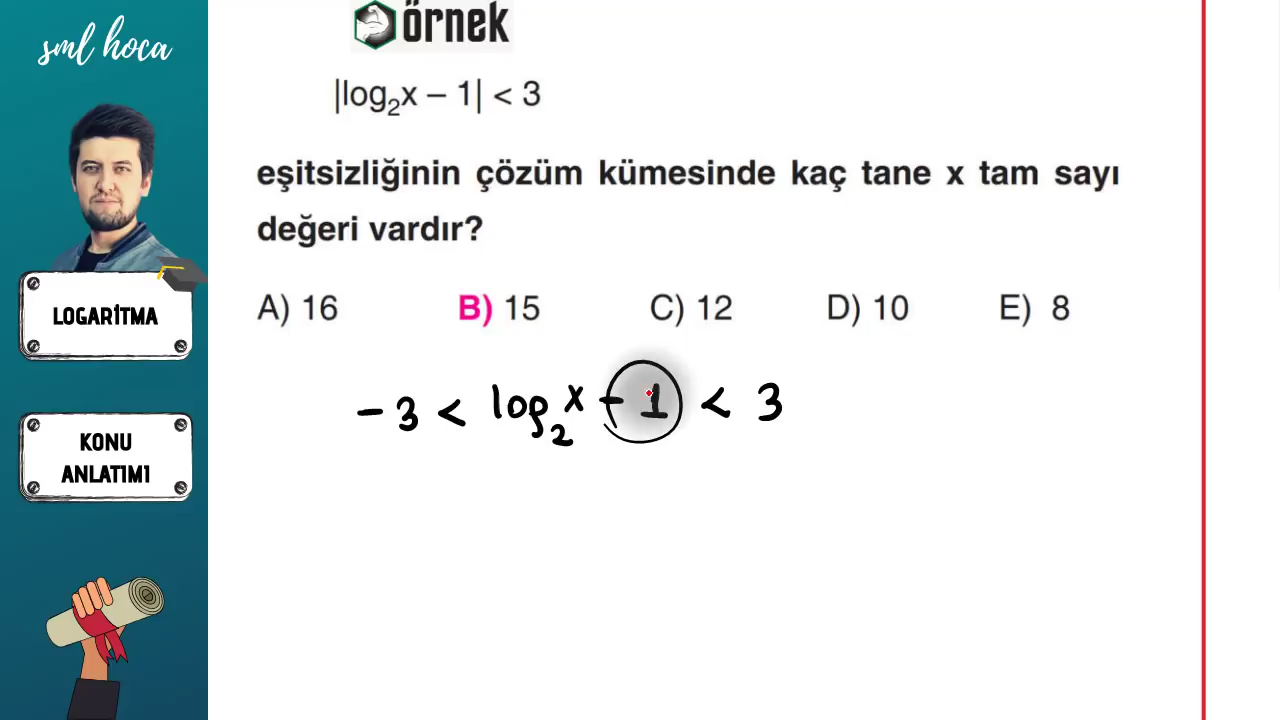 sml hoca
LOGARİTMA
KONU
ANLATIMI
örnek
|log₂x – 1| < 3
eşitsizliğinin çözüm kümesinde kaç tane x tam sayı
değeri vardır?
A) 16 B) 15 C) 12 D) 10 E) 8
-3 < log₂x - 1 < 3